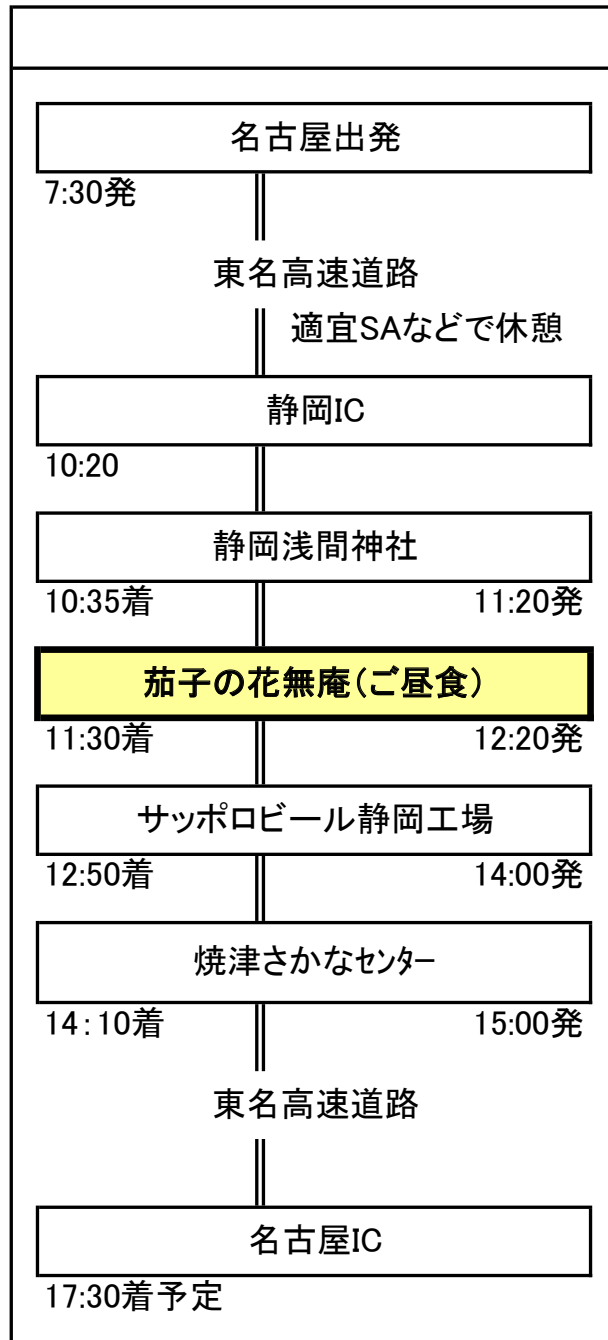 名古屋出発
7:30発
東名高速道路
適宜SAなどで休憩
静岡IC
10:20
静岡浅間神社
10:35着 11:20発
茄子の花無庵(ご昼食)
11:30着 12:20発
サッポロビール静岡工場
12:50着 14:00発
焼津さかなセンター
14:10着 15:00発
東名高速道路
名古屋IC
17:30着予定